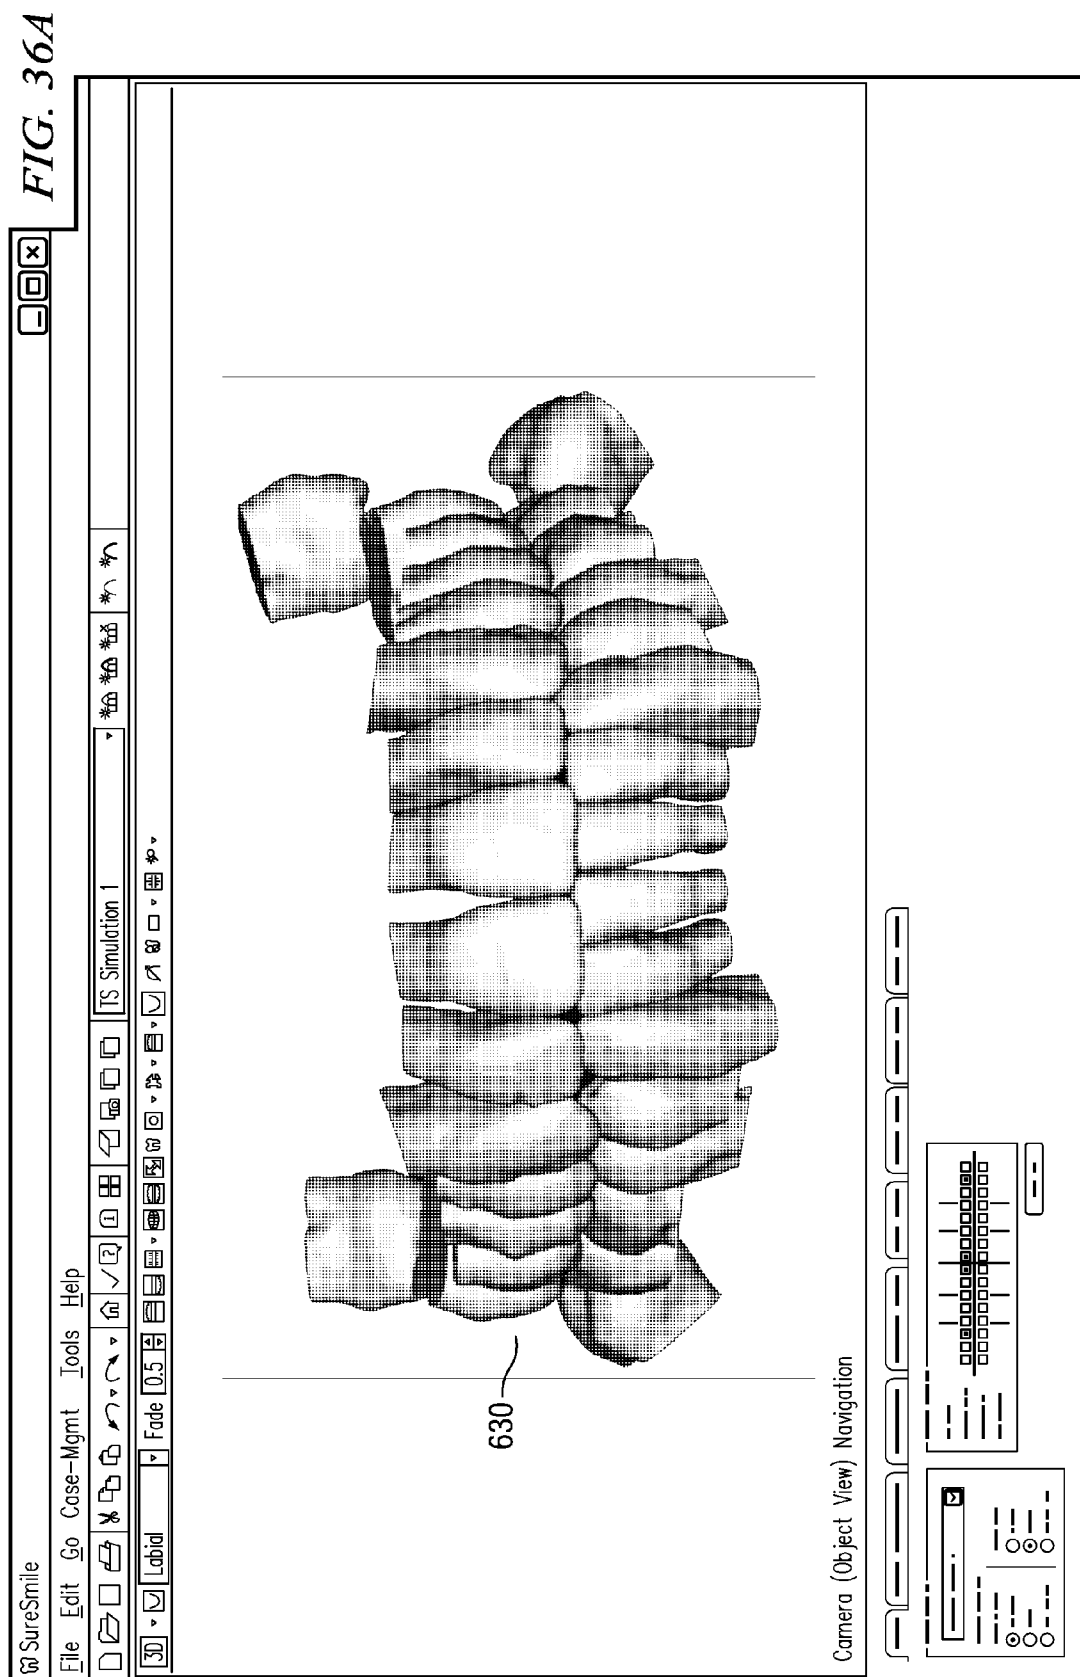 FIG. 36A
SureSmile
File Edit Go Case-Mgmt Tools Help
? 1 TS Simulation 1
3D Labial Fade 0.5
630
Camera (Object View) Navigation